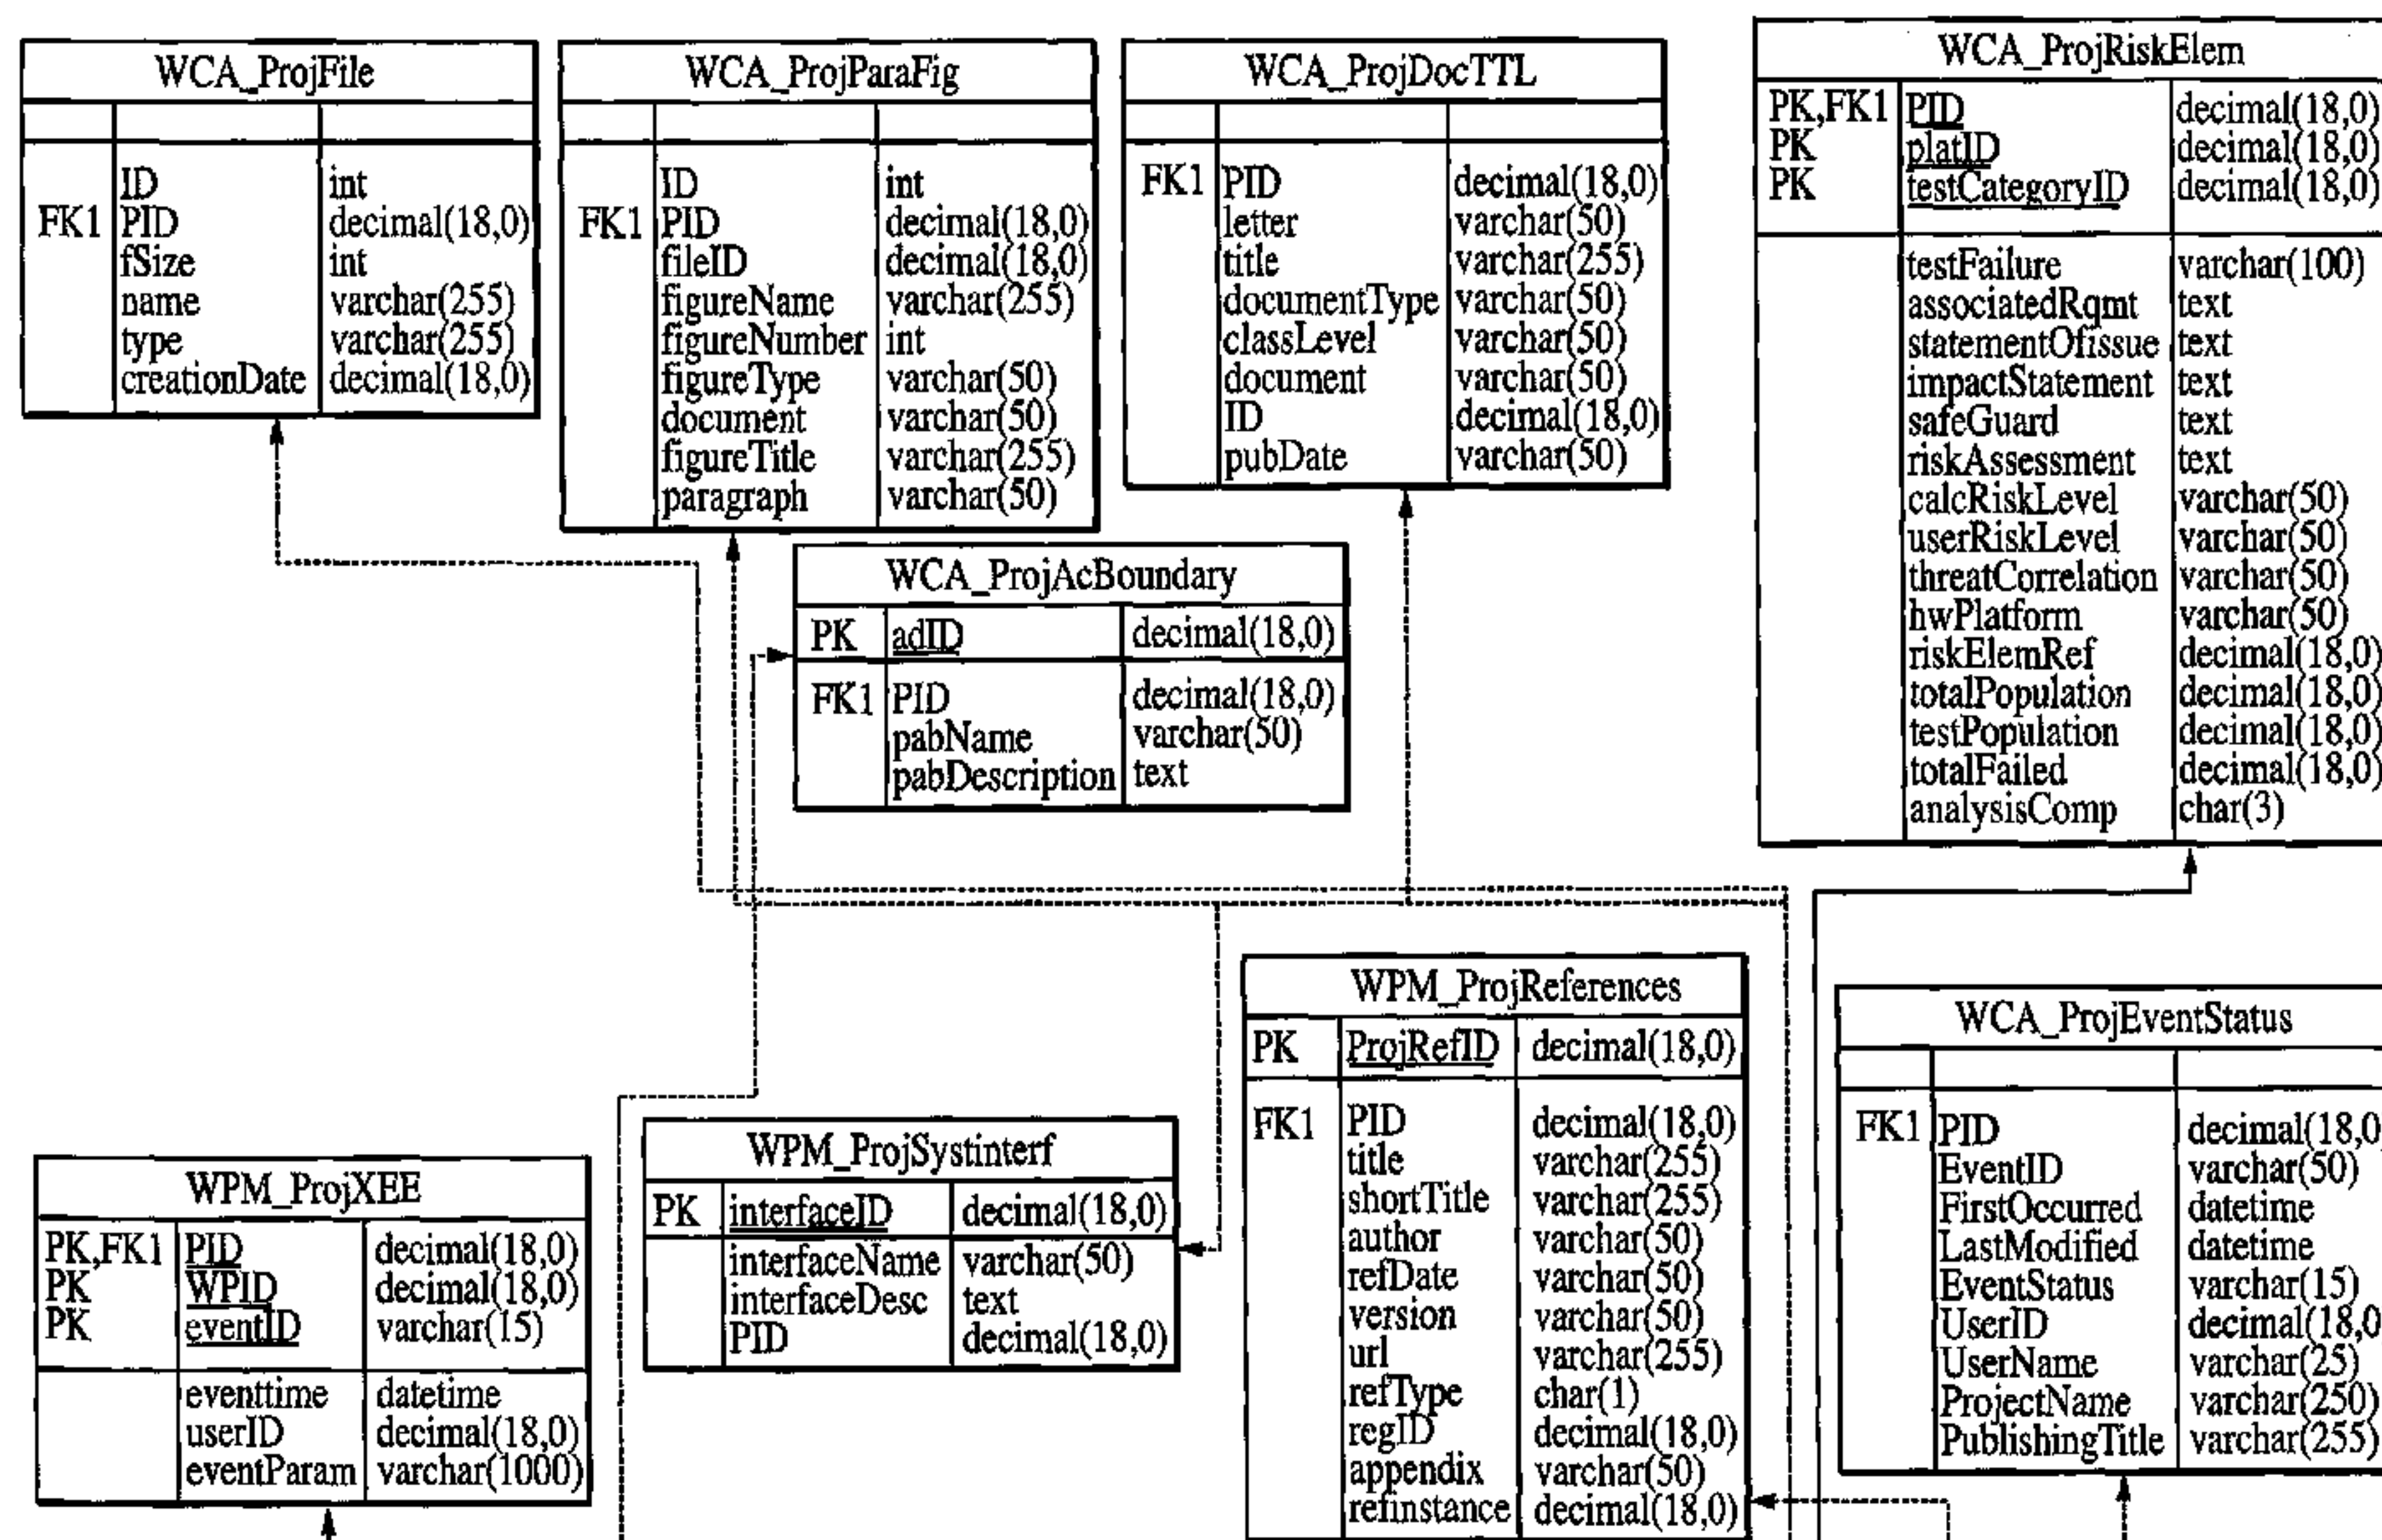 WCA_ProjFile
ID int
FK1 PID decimal(18,0)
fSize int
name varchar(255)
type varchar(255)
creationDate decimal(18,0)
WCA_ProjParaFig
ID int
FK1 PID decimal(18,0)
fileID decimal(18,0)
figureName varchar(255)
figureNumber int
figureType varchar(50)
document varchar(50)
figureTitle varchar(255)
paragraph varchar(50)
WCA_ProjDocTTL
FK1 PID decimal(18,0)
letter varchar(50)
title varchar(255)
documentType varchar(50)
classLevel varchar(50)
document varchar(50)
ID decimal(18,0)
pubDate varchar(50)
WCA_ProjRiskElem
PK,FK1 PID decimal(18,0)
PK platID decimal(18,0)
PK testCategoryID decimal(18,0)
testFailure varchar(100)
associatedRqmt text
statementOfissue text
impactStatement text
safeGuard text
riskAssessment text
calcRiskLevel varchar(50)
userRiskLevel varchar(50)
threatCorrelation varchar(50)
hwPlatform varchar(50)
riskElemRef decimal(18,0)
totalPopulation decimal(18,0)
testPopulation decimal(18,0)
totalFailed decimal(18,0)
analysisComp char(3)
WCA_ProjAcBoundary
PK adID decimal(18,0)
FK1 PID decimal(18,0)
pabName varchar(50)
pabDescription text
WPM_ProjReferences
PK ProjRefID decimal(18,0)
FK1 PID decimal(18,0)
title varchar(255)
shortTitle varchar(255)
author varchar(50)
refDate varchar(50)
version varchar(50)
url varchar(255)
refType char(1)
regID decimal(18,0)
appendix varchar(50)
refinstance decimal(18,0)
WCA_ProjEventStatus
FK1 PID decimal(18,0
EventID varchar(50)
FirstOccurred datetime
LastModified datetime
EventStatus varchar(15)
UserID decimal(18,0
UserName varchar(25)
ProjectName varchar(250)
PublishingTitle varchar(255)
WPM_ProjSystinterf
PK interfaceID decimal(18,0)
interfaceName varchar(50)
interfaceDesc text
PID decimal(18,0)
WPM_ProjXEE
PK,FK1 PID decimal(18,0)
PK WPID decimal(18,0)
PK eventID varchar(15)
eventtime datetime
userID decimal(18,0)
eventParam varchar(1000)